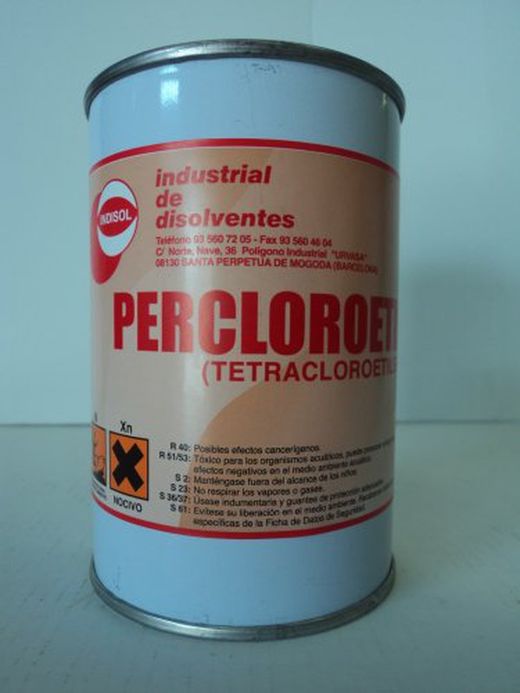 INDISOL
industrial
de
disolventes
Teléfono 93 560 72 05 - Fax 93 560 46 04
C/ Norte, Nave, 36 Polígono Industrial "URVASA"
08130 SANTA PERPETUA DE MOGODA (BARCELONA)
PERCLOROETI
(TETRACLOROETILE
N
Xn
NOCIVO
R 40: Posibles efectos cancerígenos.
R 51/53: Tóxico para los organismos acuáticos, puede
efectos negativos en el medio ambiente acuático.
S 2: Manténgase fuera del alcance de los niños.
S 23: No respirar los vapores o gases.
S 36/37: Úsese indumentaria y guantes de protección
S 61: Evítese su liberación en el medio ambiente.
específicas de la Ficha de Datos de Seguridad.